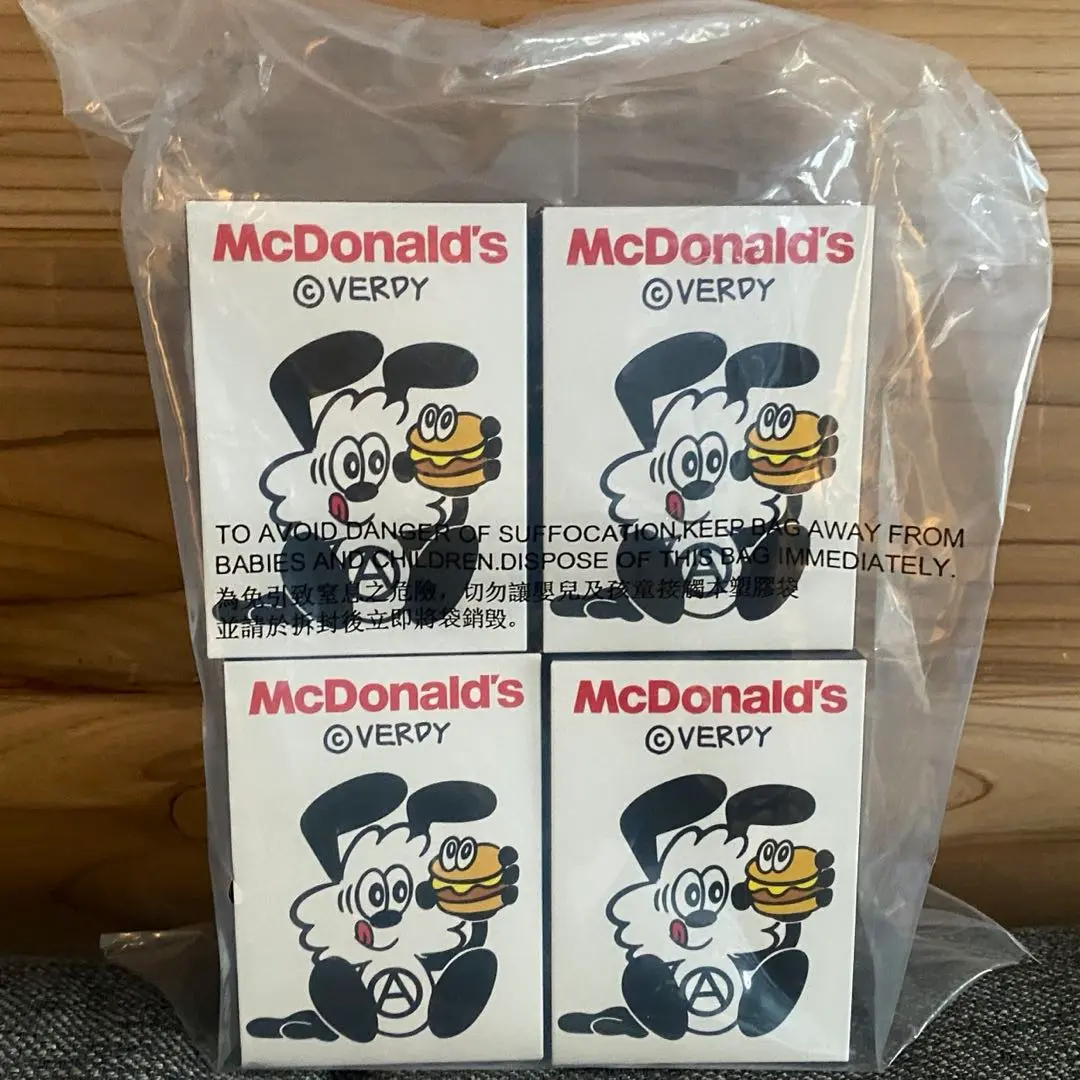 McDonald's
©VERDY
McDonald's
©VERDY
TO AVOID DANGER OF SUFFOCATION,KEEP BAG AWAY FROM
BABIES AND CHILDREN.DISPOSE OF THIS BAG IMMEDIATELY.
為免引致窒息之危險，切勿讓嬰兒及孩童接觸本塑膠袋
並請於拆封後立即將袋銷毀。
A
A
McDonald's
©VERDY
McDonald's
©VERDY
A
A